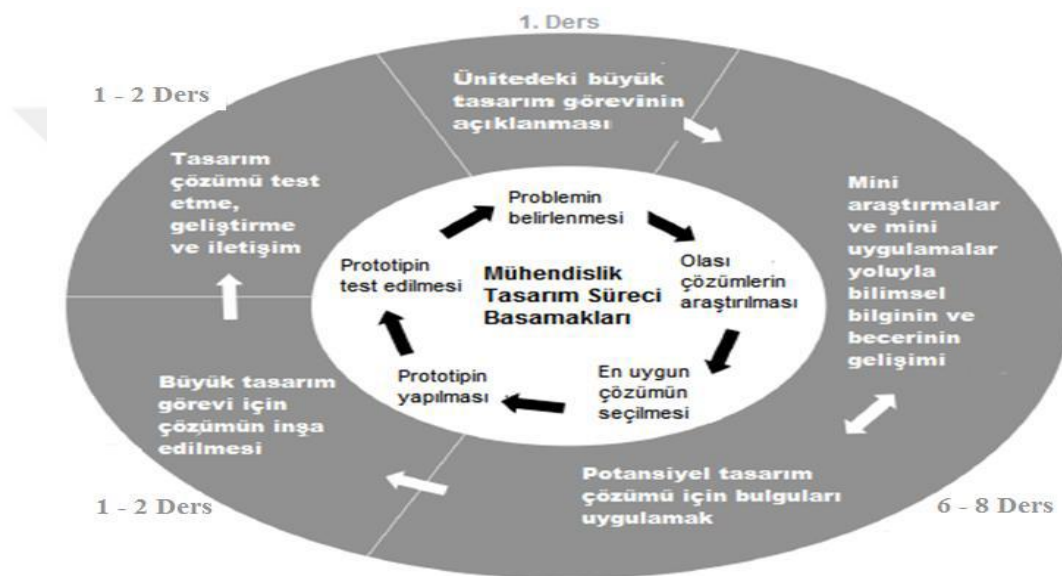 1. Ders
Ünitedeki büyük
tasarım görevinin
açıklanması
1 - 2 Ders
Tasarım
çözümü test
etme,
geliştirme
ve iletişim
Mini
araştırmalar
ve mini
uygulamalar
yoluyla
bilimsel
bilginin ve
becerinin
gelişimi
Problemin
belirlenmesi
Olası
çözümlerin
araştırılması
Prototipin
test edilmesi
Mühendislik
Tasarım Süreci
Basamakları
En uygun
çözümün
seçilmesi
Prototipin
yapılması
Büyük tasarım
görevi için
çözümün inşa
edilmesi
Potansiyel tasarım
çözümü için bulguları
uygulamak
1 - 2 Ders
6 - 8 Ders